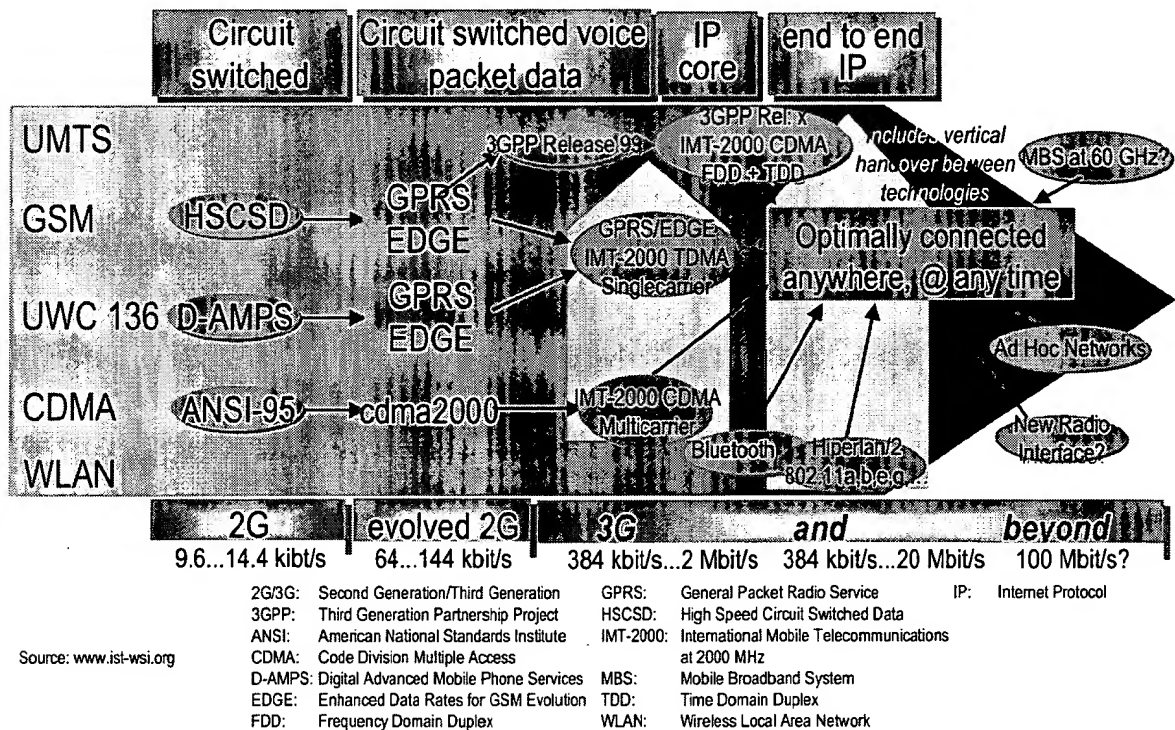 Circuit
switched
Circuit switched voice
packet data
IP
core
end to end
IP
UMTS
3GPP Release 99
3GPP Rel. x
IMT-2000 CDMA
FDD + TDD
includes vertical
handover between
technologies
MBS at 60 GHz?
GSM
HSCSD
GPRS
EDGE
GPRS/EDGE
IMT-2000 TDMA
Singlecarrier
Optimally connected
anywhere, @ any time
UWC 136
D-AMPS
GPRS
EDGE
Ad Hoc Networks
CDMA
ANSI-95
cdma2000
IMT-2000 CDMA
Multicarrier
WLAN
Bluetooth
Hiperlan/2
802.11a,b,e,g
New Radio
Interface?
2G
evolved 2G
3G and beyond
9.6...14.4 kibt/s
64...144 kbit/s
384 kbit/s...2 Mbit/s
384 kbit/s...20 Mbit/s
100 Mbit/s?
2G/3G: Second Generation/Third Generation
3GPP: Third Generation Partnership Project
ANSI: American National Standards Institute
CDMA: Code Division Multiple Access
D-AMPS: Digital Advanced Mobile Phone Services
EDGE: Enhanced Data Rates for GSM Evolution
FDD: Frequency Domain Duplex
GPRS: General Packet Radio Service
HSCSD: High Speed Circuit Switched Data
IMT-2000: International Mobile Telecommunications
at 2000 MHz
MBS: Mobile Broadband System
TDD: Time Domain Duplex
WLAN: Wireless Local Area Network
IP: Internet Protocol
Source: www.ist-wsi.org